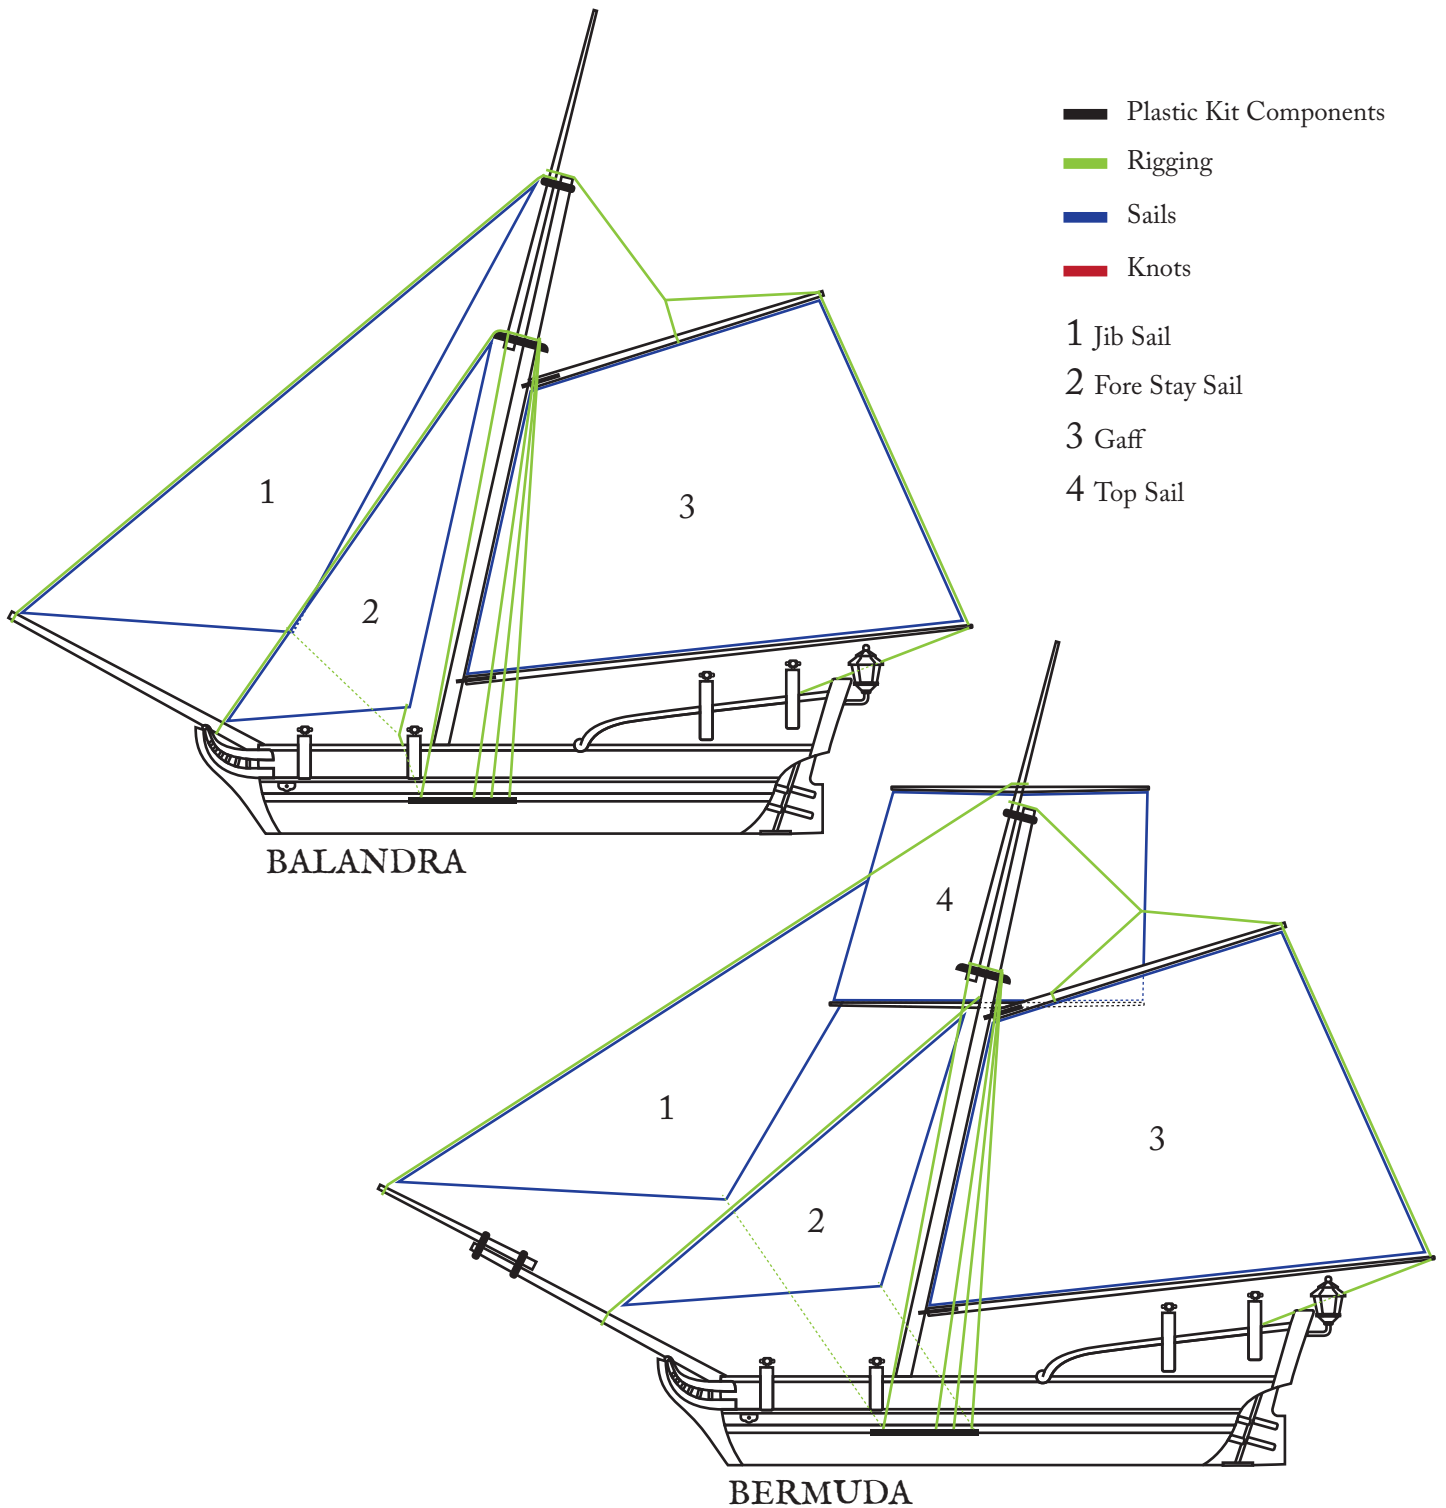 Plastic Kit Components
Rigging
Sails
Knots
1 Jib Sail
2 Fore Stay Sail
3 Gaff
4 Top Sail
1
2
3
BALANDRA
4
1
2
3
BERMUDA